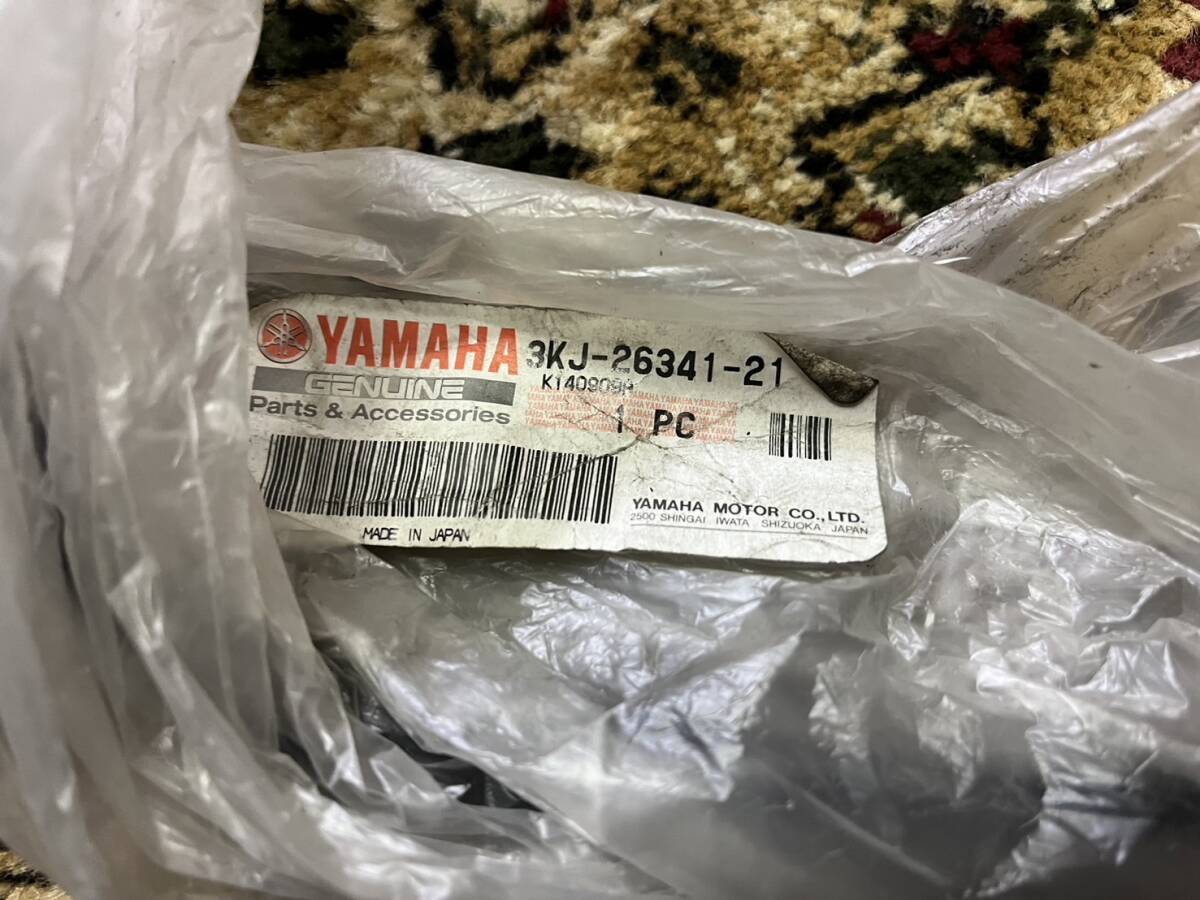 YAMAHA
GENUINE
Parts & Accessories
3KJ-26341-21
K140909A
1 PC
YAMAHA MOTOR CO.,LTD.
2500 SHINGAI IWATA SHIZUOKA JAPAN
MADE IN JAPAN